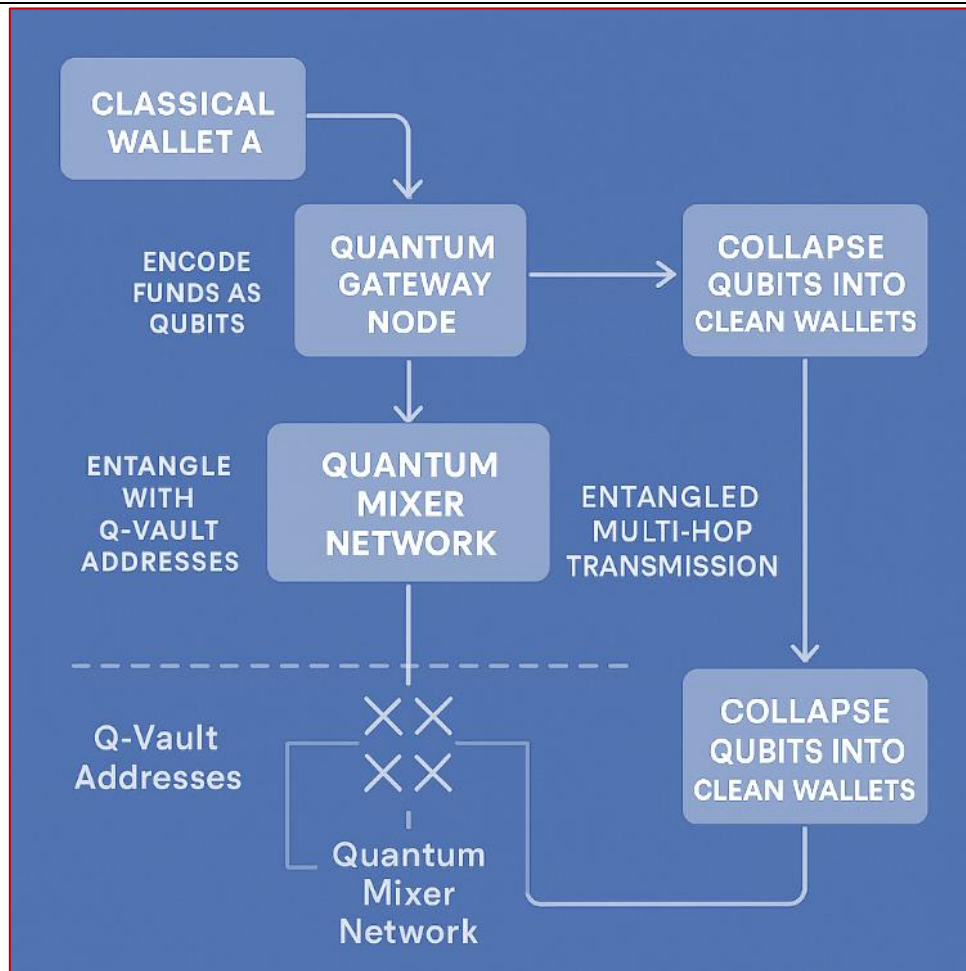 CLASSICAL
WALLET A
ENCODE
FUNDS AS
QUBITS
QUANTUM
GATEWAY
NODE
COLLAPSE
QUBITS INTO
CLEAN WALLETS
ENTANGLE
WITH
Q-VAULT
ADDRESSES
QUANTUM
MIXER
NETWORK
ENTANGLED
MULTI-HOP
TRANSMISSION
Q-Vault
Addresses
Quantum
Mixer
Network
COLLAPSE
QUBITS INTO
CLEAN WALLETS